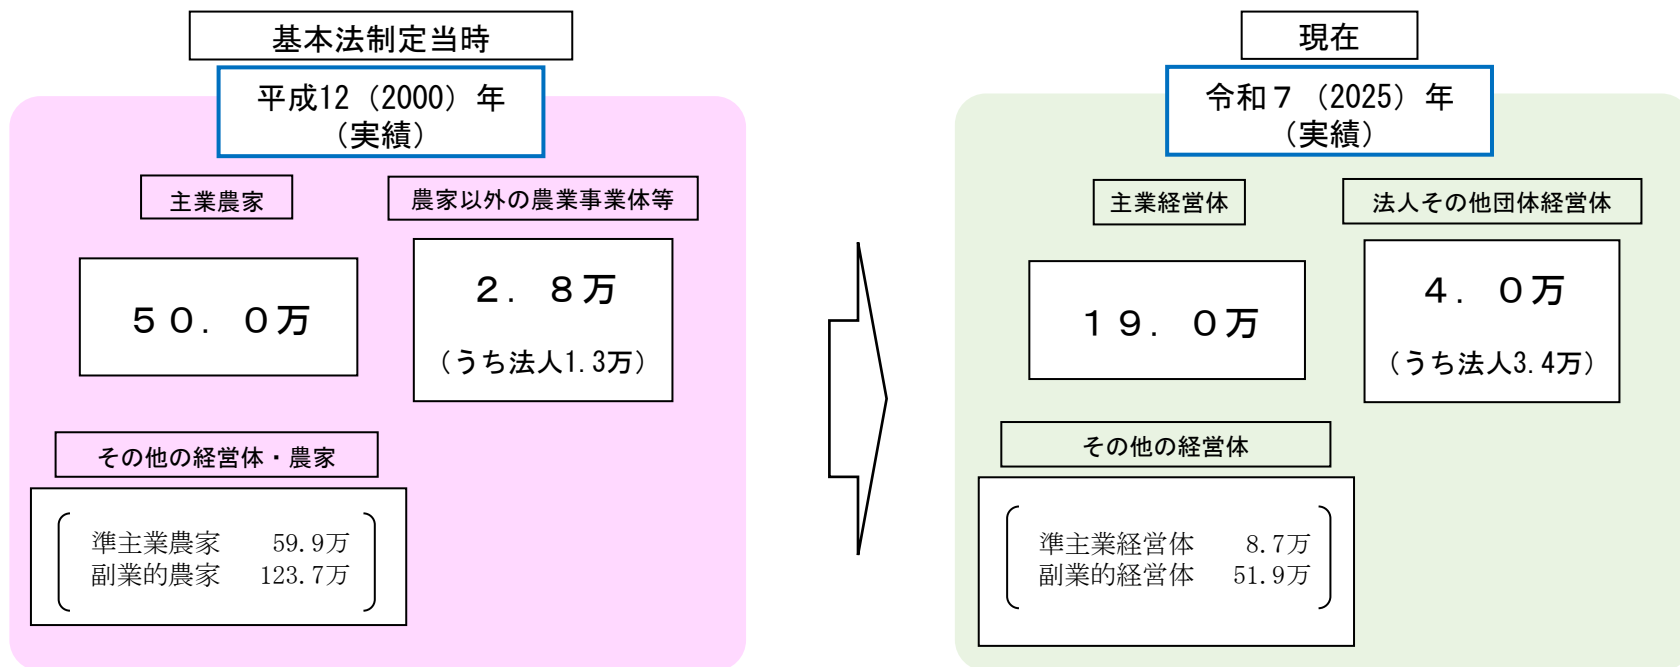 基本法制定当時
平成12（2000）年
（実績）
主業農家
農家以外の農業事業体等
５０．０万
２．８万
（うち法人1.3万）
その他の経営体・農家
準主業農家 59.9万
副業的農家 123.7万
現在
令和７（2025）年
（実績）
主業経営体
法人その他団体経営体
１９．０万
４．０万
（うち法人3.4万）
その他の経営体
準主業経営体 8.7万
副業的経営体 51.9万